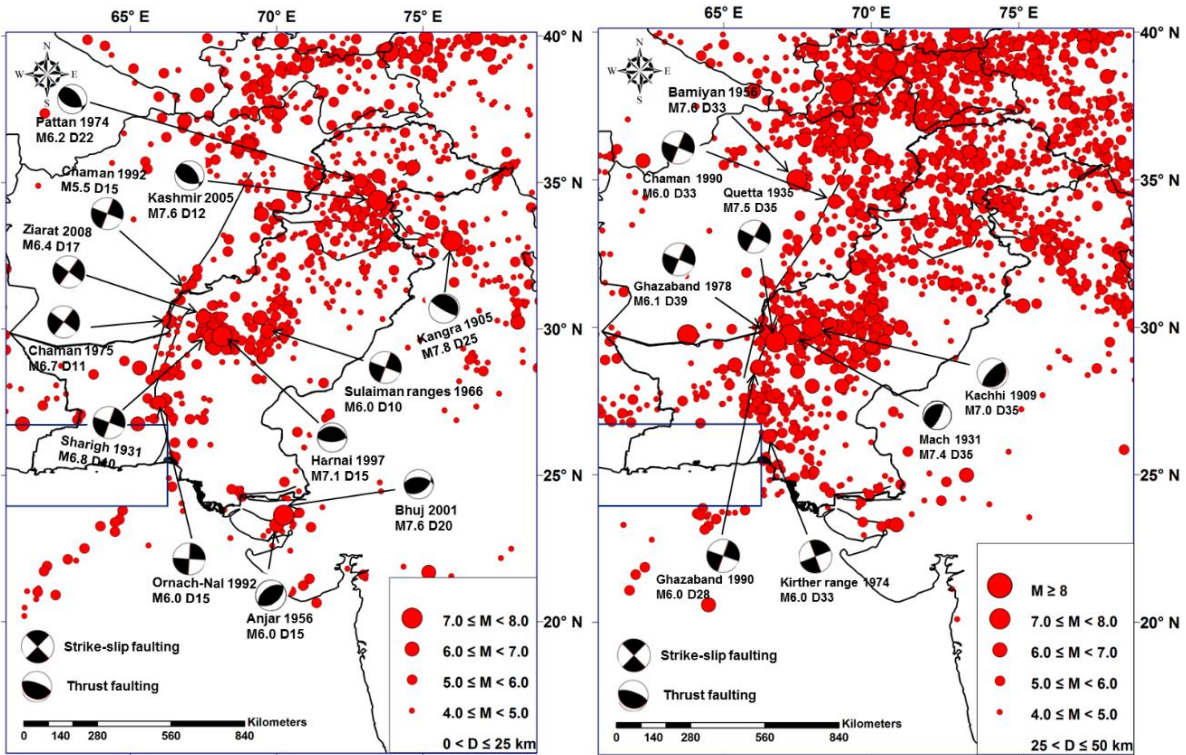 65° E 70° E 75° E
40° N
N
W E
S
Pattan 1974
M6.2 D22
Chaman 1992
M5.5 D15
Kashmir 2005
M7.6 D12
35° N
Ziarat 2008
M6.4 D17
Kangra 1905
M7.8 D25
30° N
Chaman 1975
M6.7 D11
Sulaiman ranges 1966
M6.0 D10
Sharigh 1931
M6.8 D40
Harnai 1997
M7.1 D15
25° N
Bhuj 2001
M7.6 D20
Ornach-Nal 1992
M6.0 D15
Anjar 1956
M6.0 D15
7.0 ≤ M < 8.0
20° N
6.0 ≤ M < 7.0
5.0 ≤ M < 6.0
4.0 ≤ M < 5.0
0 < D ≤ 25 km
Strike-slip faulting
Thrust faulting
Kilometers
0 140 280 560 840
65° E 70° E 75° E
40° N
N
W E
S
Bamiyan 1956
M7.6 D33
Chaman 1990
M6.0 D33
Quetta 1935
M7.5 D35
35° N
Ghazaband 1978
M6.1 D39
30° N
Kachhi 1909
M7.0 D35
Mach 1931
M7.4 D35
25° N
Ghazaband 1990
M6.0 D28
Kirther range 1974
M6.0 D33
M ≥ 8
7.0 ≤ M < 8.0
20° N
6.0 ≤ M < 7.0
5.0 ≤ M < 6.0
4.0 ≤ M < 5.0
25 < D ≤ 50 km
Strike-slip faulting
Thrust faulting
Kilometers
0 140 280 560 840